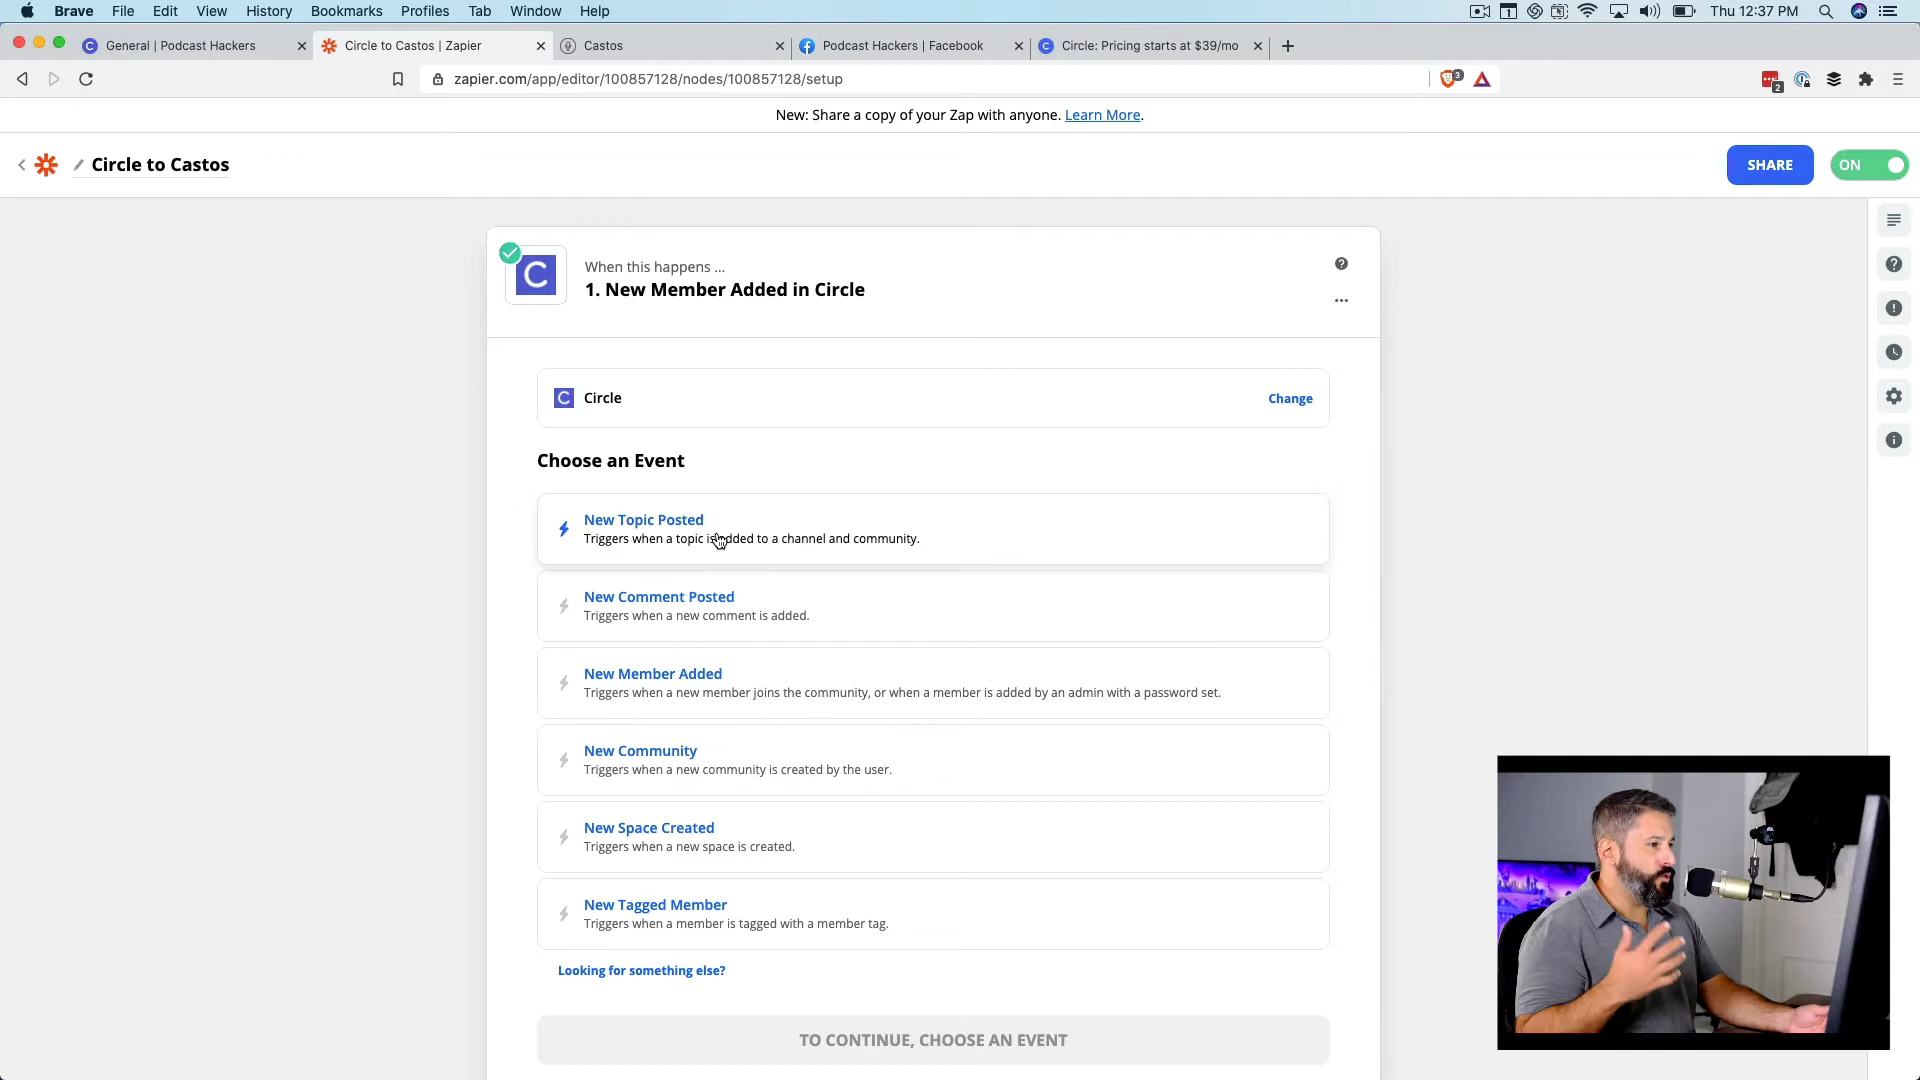 Brave File Edit View History Bookmarks Profiles Tab Window Help
Thu 12:37 PM
General | Podcast Hackers
Circle to Castos | Zapier
Castos
Podcast Hackers | Facebook
Circle: Pricing starts at $39/mo
zapier.com/app/editor/100857128/nodes/100857128/setup
3
2
New: Share a copy of your Zap with anyone. Learn More.
Circle to Castos
SHARE
ON
When this happens ...
1. New Member Added in Circle
C
C Circle
Change
Choose an Event
New Topic Posted
Triggers when a topic is added to a channel and community.
New Comment Posted
Triggers when a new comment is added.
New Member Added
Triggers when a new member joins the community, or when a member is added by an admin with a password set.
New Community
Triggers when a new community is created by the user.
New Space Created
Triggers when a new space is created.
New Tagged Member
Triggers when a member is tagged with a member tag.
Looking for something else?
TO CONTINUE, CHOOSE AN EVENT